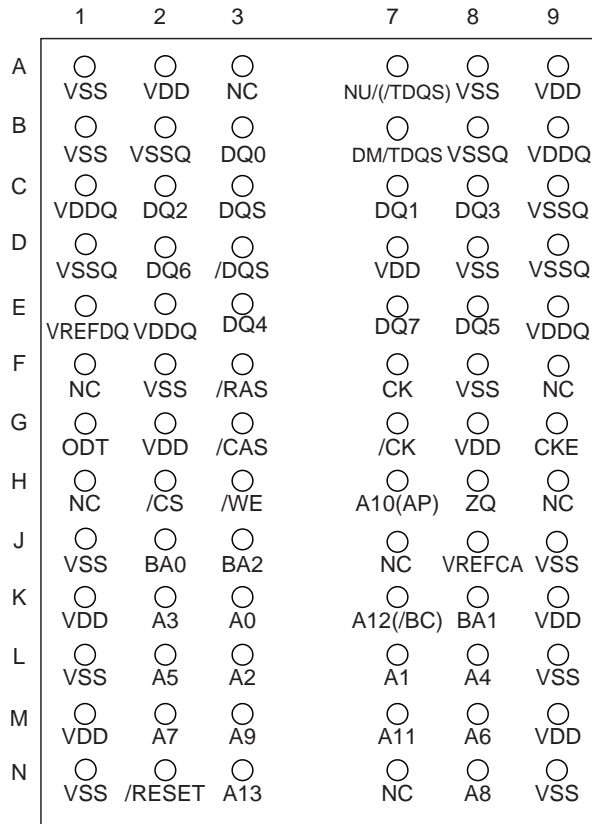 1 2 3 7 8 9
A
VSS VDD NC NU/(/TDQS) VSS VDD
B
VSS VSSQ DQ0 DM/TDQS VSSQ VDDQ
C
VDDQ DQ2 DQS DQ1 DQ3 VSSQ
D
VSSQ DQ6 /DQS VDD VSS VSSQ
E
VREFDQ VDDQ DQ4 DQ7 DQ5 VDDQ
F
NC VSS /RAS CK VSS NC
G
ODT VDD /CAS /CK VDD CKE
H
NC /CS /WE A10(AP) ZQ NC
J
VSS BA0 BA2 NC VREFCA VSS
K
VDD A3 A0 A12(/BC) BA1 VDD
L
VSS A5 A2 A1 A4 VSS
M
VDD A7 A9 A11 A6 VDD
N
VSS /RESET A13 NC A8 VSS